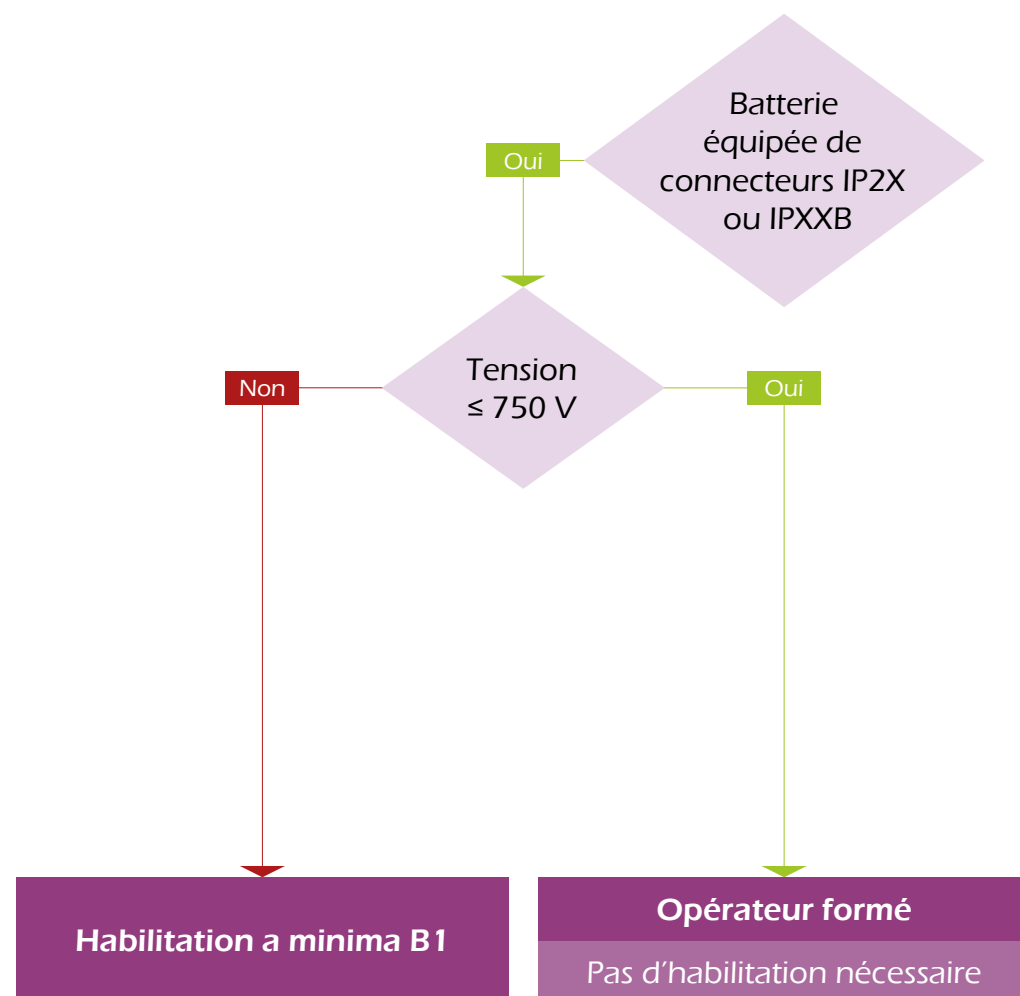 Batterie
équipée de
connecteurs IP2X
ou IPXXB
Oui
Tension
≤ 750 V
Non
Oui
Habilitation a minima B1
Opérateur formé
Pas d’habilitation nécessaire